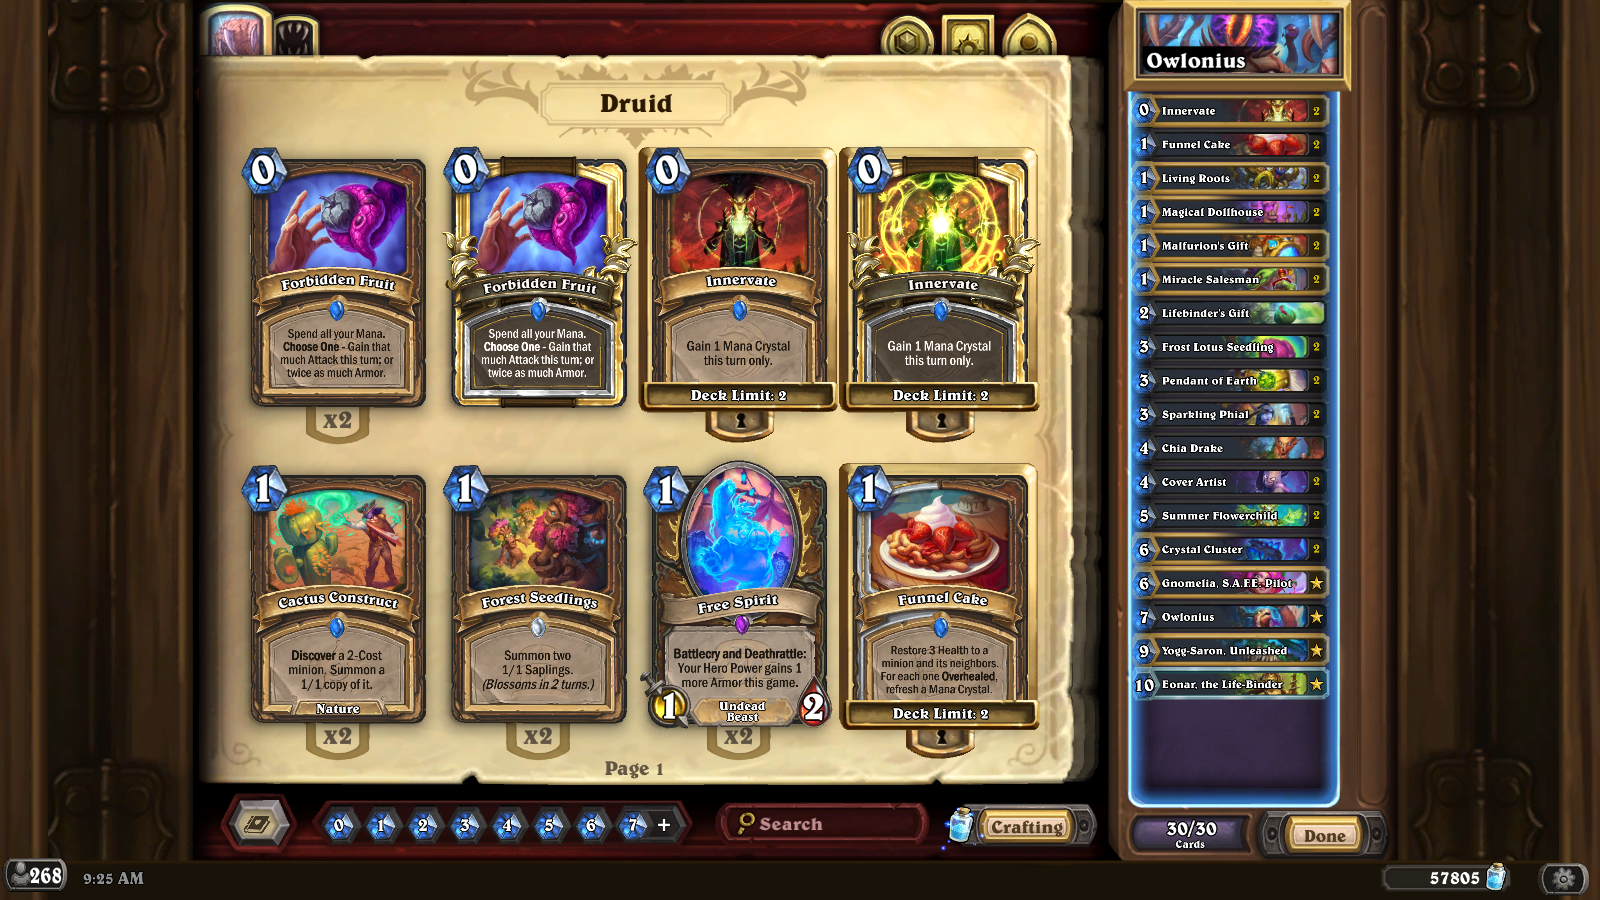 Druid
0
Forbidden Fruit
Spend all your Mana.
Choose One - Gain that
much Attack this turn; or
twice as much Armor.
x2
0
Forbidden Fruit
Spend all your Mana.
Choose One - Gain that
much Attack this turn; or
twice as much Armor.
0
Innervate
Gain 1 Mana Crystal
this turn only.
Deck Limit: 2
0
Innervate
Gain 1 Mana Crystal
this turn only.
Deck Limit: 2
1
Cactus Construct
Discover a 2-Cost
minion. Summon a
1/1 copy of it.
Nature
x2
1
Forest Seedlings
Summon two
1/1 Saplings.
(Blossoms in 2 turns.)
x2
1
Free Spirit
Battlecry and Deathrattle:
Your Hero Power gains 1
more Armor this game.
Undead
Beast
1
2
x2
1
Funnel Cake
Restore 3 Health to a
minion and its neighbors.
For each one Overhealed,
refresh a Mana Crystal.
Deck Limit: 2
Page 1
0 1 2 3 4 5 6 7 +
Search
Crafting
Owlonius
0 Innervate 2
1 Funnel Cake 2
1 Living Roots 2
1 Magical Dollhouse 2
1 Malfurion's Gift 2
1 Miracle Salesman 2
2 Lifebinder's Gift
3 Frost Lotus Seedling 2
3 Pendant of Earth 2
3 Sparkling Phial 2
4 Chia Drake
4 Cover Artist 2
5 Summer Flowerchild 2
6 Crystal Cluster 2
6 Gnomelia, S.A.F.E. Pilot
7 Owlonius
9 Yogg-Saron, Unleashed
10 Eonar, the Life-Binder
30/30
Cards
Done
268
9:25 AM
57805